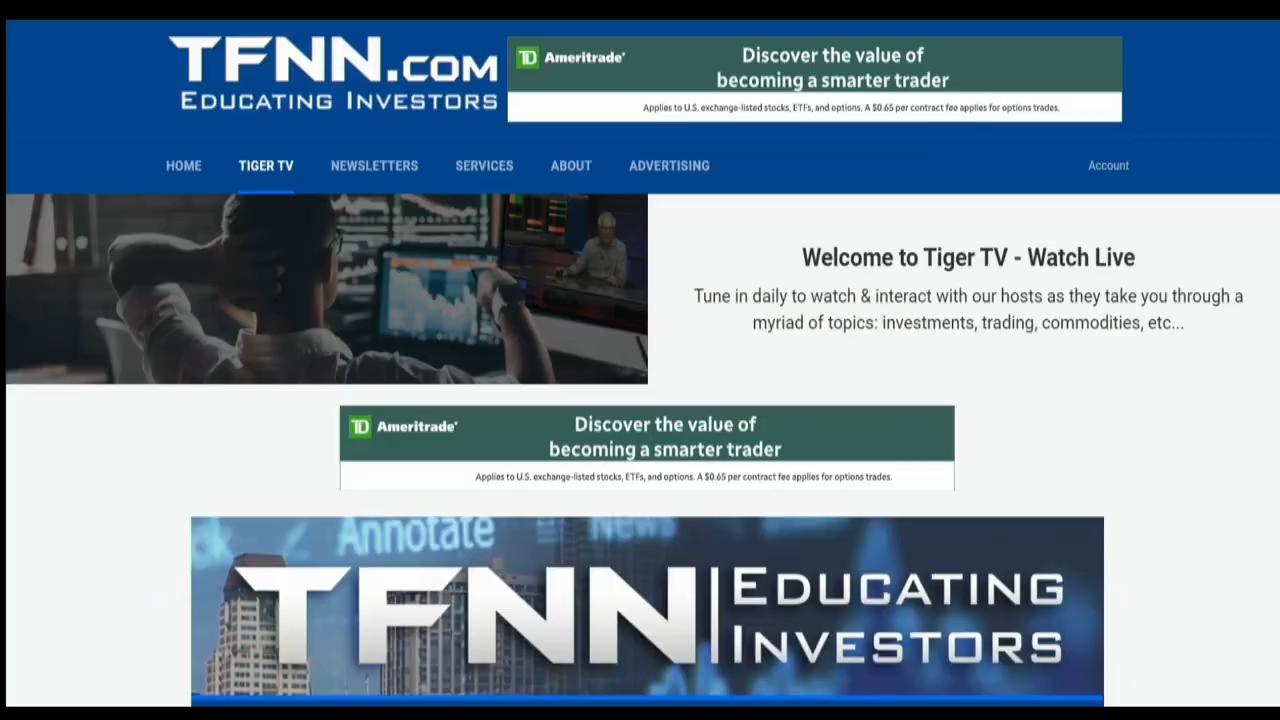 TFNN.COM
EDUCATING INVESTORS
TD Ameritrade
Discover the value of
becoming a smarter trader
Applies to U.S. exchange-listed stocks, ETFs, and options. A $0.65 per contract fee applies for options trades.
HOME TIGER TV NEWSLETTERS SERVICES ABOUT ADVERTISING Account
Welcome to Tiger TV - Watch Live
Tune in daily to watch & interact with our hosts as they take you through a
myriad of topics: investments, trading, commodities, etc...
TD Ameritrade
Discover the value of
becoming a smarter trader
Applies to U.S. exchange-listed stocks, ETFs, and options. A $0.65 per contract fee applies for options trades.
Annotate News
TFNN EDUCATING
INVESTORS